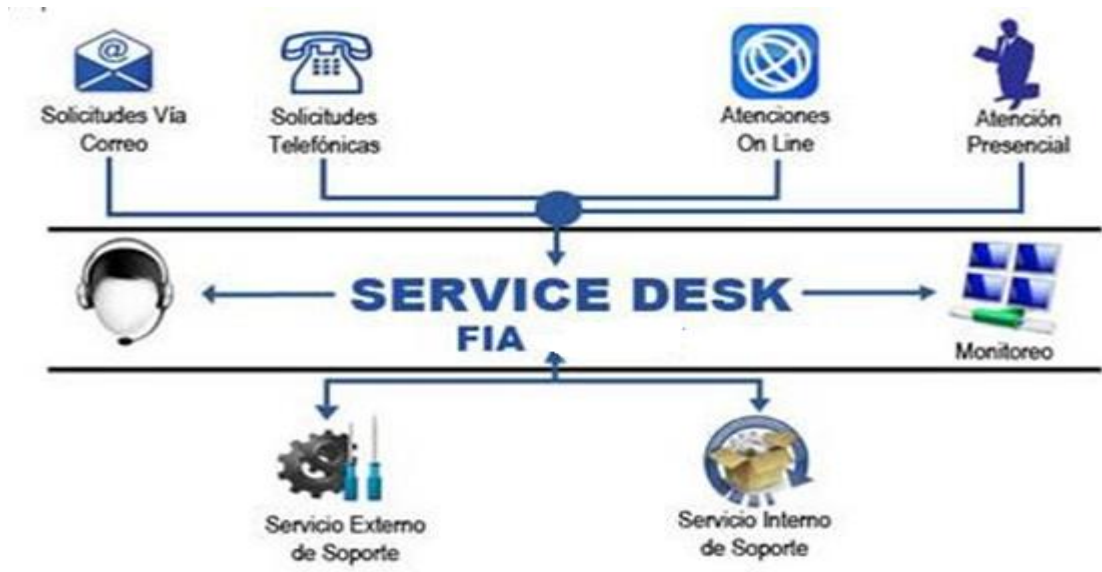 Solicitudes Vía
Correo
Solicitudes
Telefónicas
Atenciones
On Line
Atención
Presencial
SERVICE DESK
FIA
Monitoreo
Servicio Externo
de Soporte
Servicio Interno
de Soporte